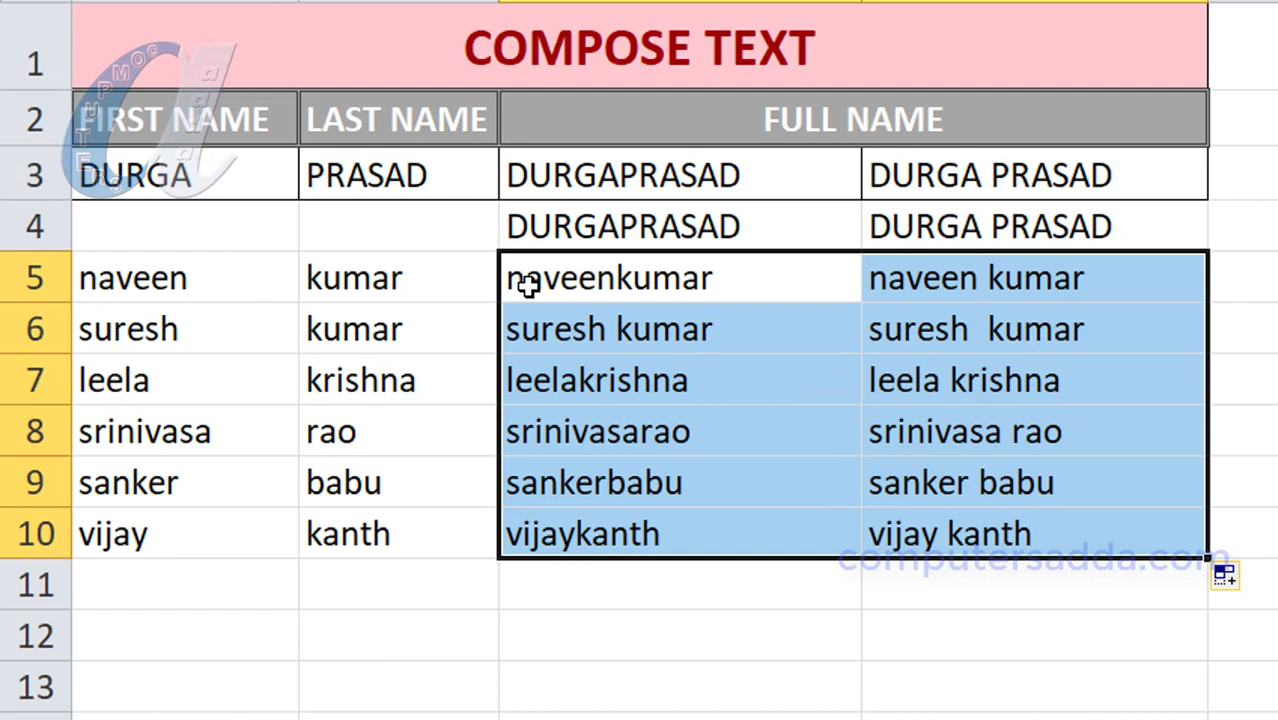 COMPOSE TEXT
1
2 FIRST NAME LAST NAME FULL NAME
3 DURGA PRASAD DURGAPRASAD DURGA PRASAD
4 DURGAPRASAD DURGA PRASAD
5 naveen kumar naveenkumar naveen kumar
6 suresh kumar suresh kumar suresh  kumar
7 leela krishna leelakrishna leela krishna
8 srinivasa rao srinivasarao srinivasa rao
9 sanker babu sankerbabu sanker babu
10 vijay kanth vijaykanth vijay kanth
computersadda.com
11
12
13
COMPUTERS
adda